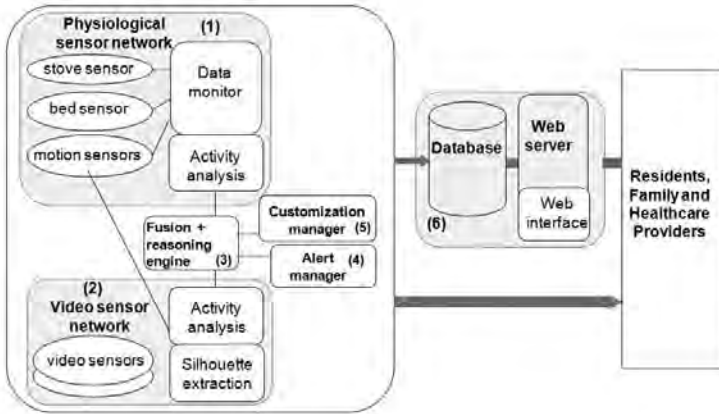 Physiological
sensor network
(1)
stove sensor
bed sensor
motion sensors
Data
monitor
Activity
analysis
Fusion +
reasoning
engine (3)
Customization
manager (5)
Alert (4)
manager
(2)
Video sensor
network
video sensors
Activity
analysis
Silhouette
extraction
Database
(6)
Web
server
Web
interface
Residents,
Family and
Healthcare
Providers